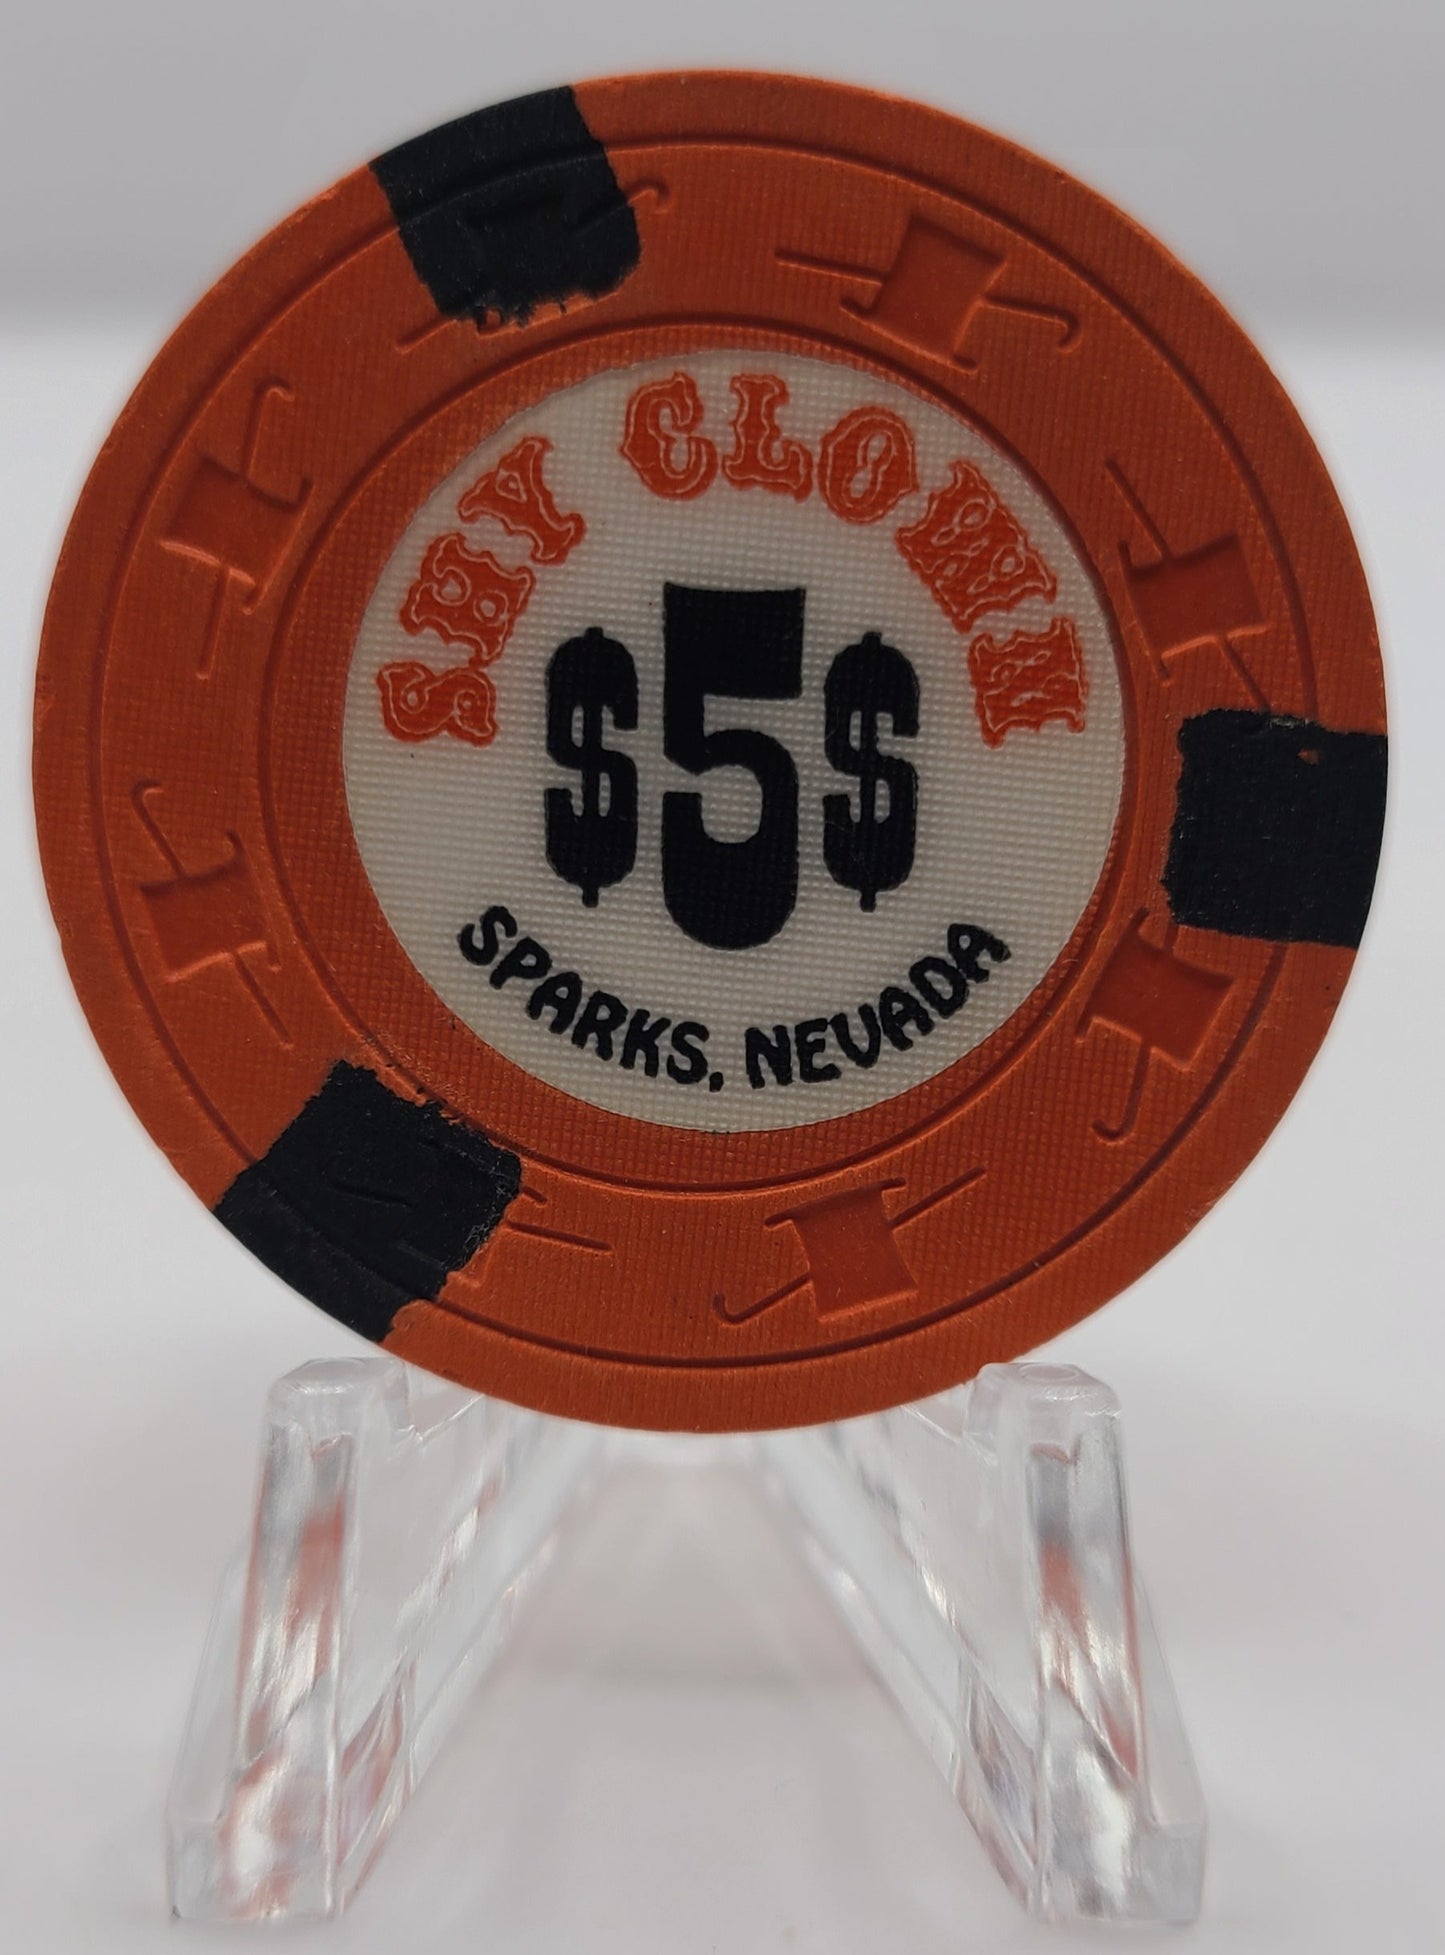 SHY CLOWN
$5$
SPARKS, NEVADA